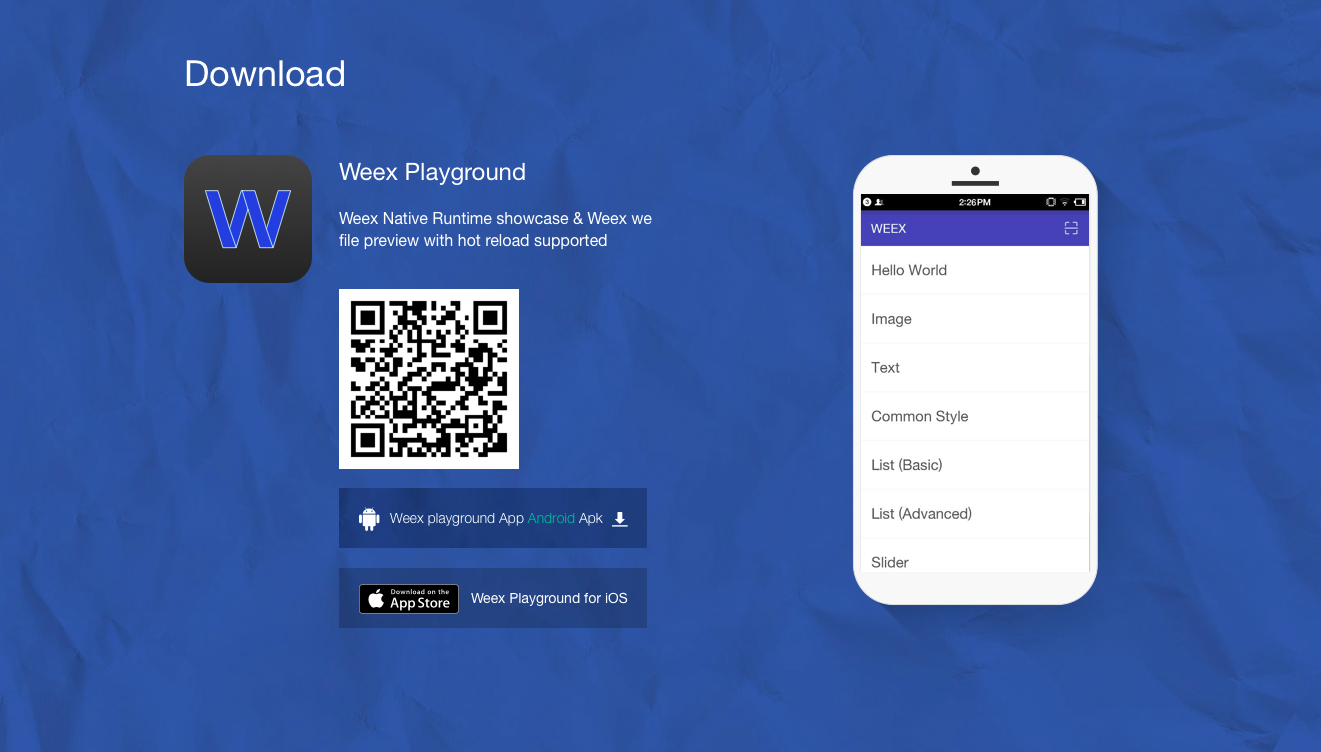 Download
W
Weex Playground
Weex Native Runtime showcase & Weex we
file preview with hot reload supported
Weex playground App Android Apk
Download on the
App Store
Weex Playground for iOS
2:26PM
WEEX
Hello World
Image
Text
Common Style
List (Basic)
List (Advanced)
Slider